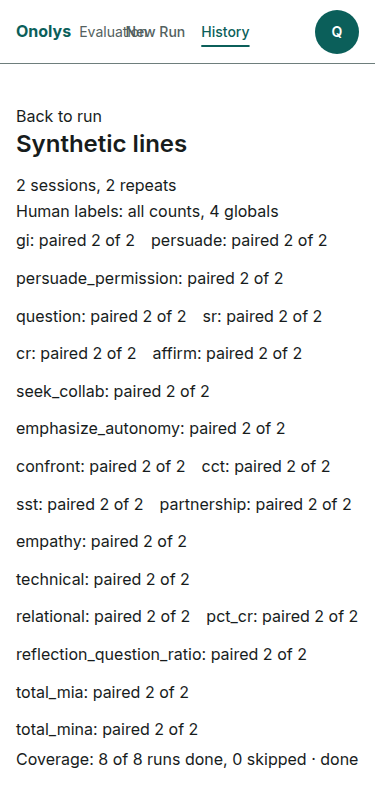 Onolys Evaluation New Run History Q
Back to run
Synthetic lines
2 sessions, 2 repeats
Human labels: all counts, 4 globals
gi: paired 2 of 2 persuade: paired 2 of 2
persuade_permission: paired 2 of 2
question: paired 2 of 2 sr: paired 2 of 2
cr: paired 2 of 2 affirm: paired 2 of 2
seek_collab: paired 2 of 2
emphasize_autonomy: paired 2 of 2
confront: paired 2 of 2 cct: paired 2 of 2
sst: paired 2 of 2 partnership: paired 2 of 2
empathy: paired 2 of 2
technical: paired 2 of 2
relational: paired 2 of 2 pct_cr: paired 2 of 2
reflection_question_ratio: paired 2 of 2
total_mia: paired 2 of 2
total_mina: paired 2 of 2
Coverage: 8 of 8 runs done, 0 skipped · done